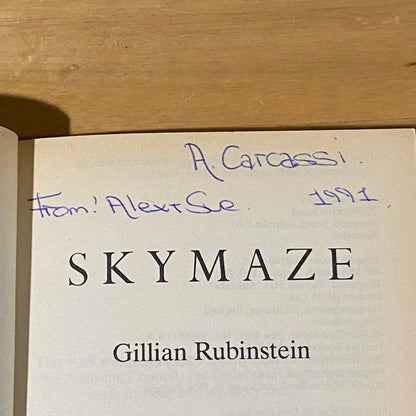 A. Carcassi.
From! Alex + Sue. 1991.
SKYMAZE
Gillian Rubinstein